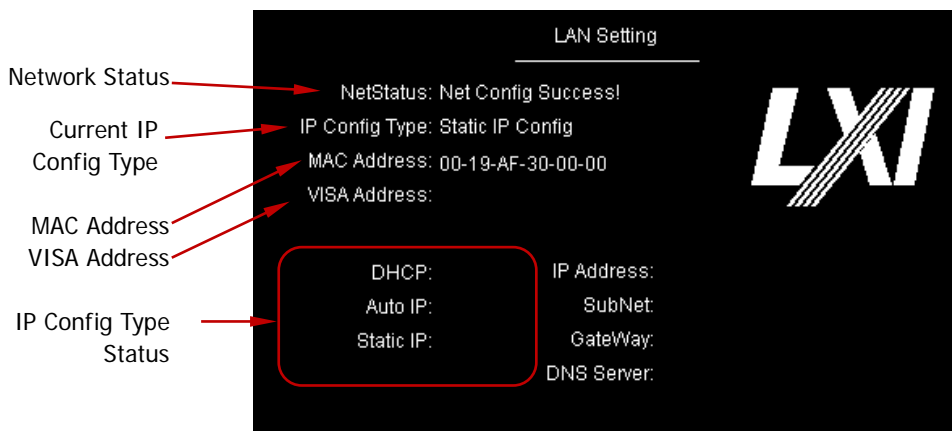 LAN Setting
Network Status
NetStatus: Net Config Success!
Current IP
Config Type
IP Config Type: Static IP Config
MAC Address: 00-19-AF-30-00-00
VISA Address:
MAC Address
VISA Address
LXI
IP Config Type
Status
DHCP:
Auto IP:
Static IP:
IP Address:
SubNet:
GateWay:
DNS Server: